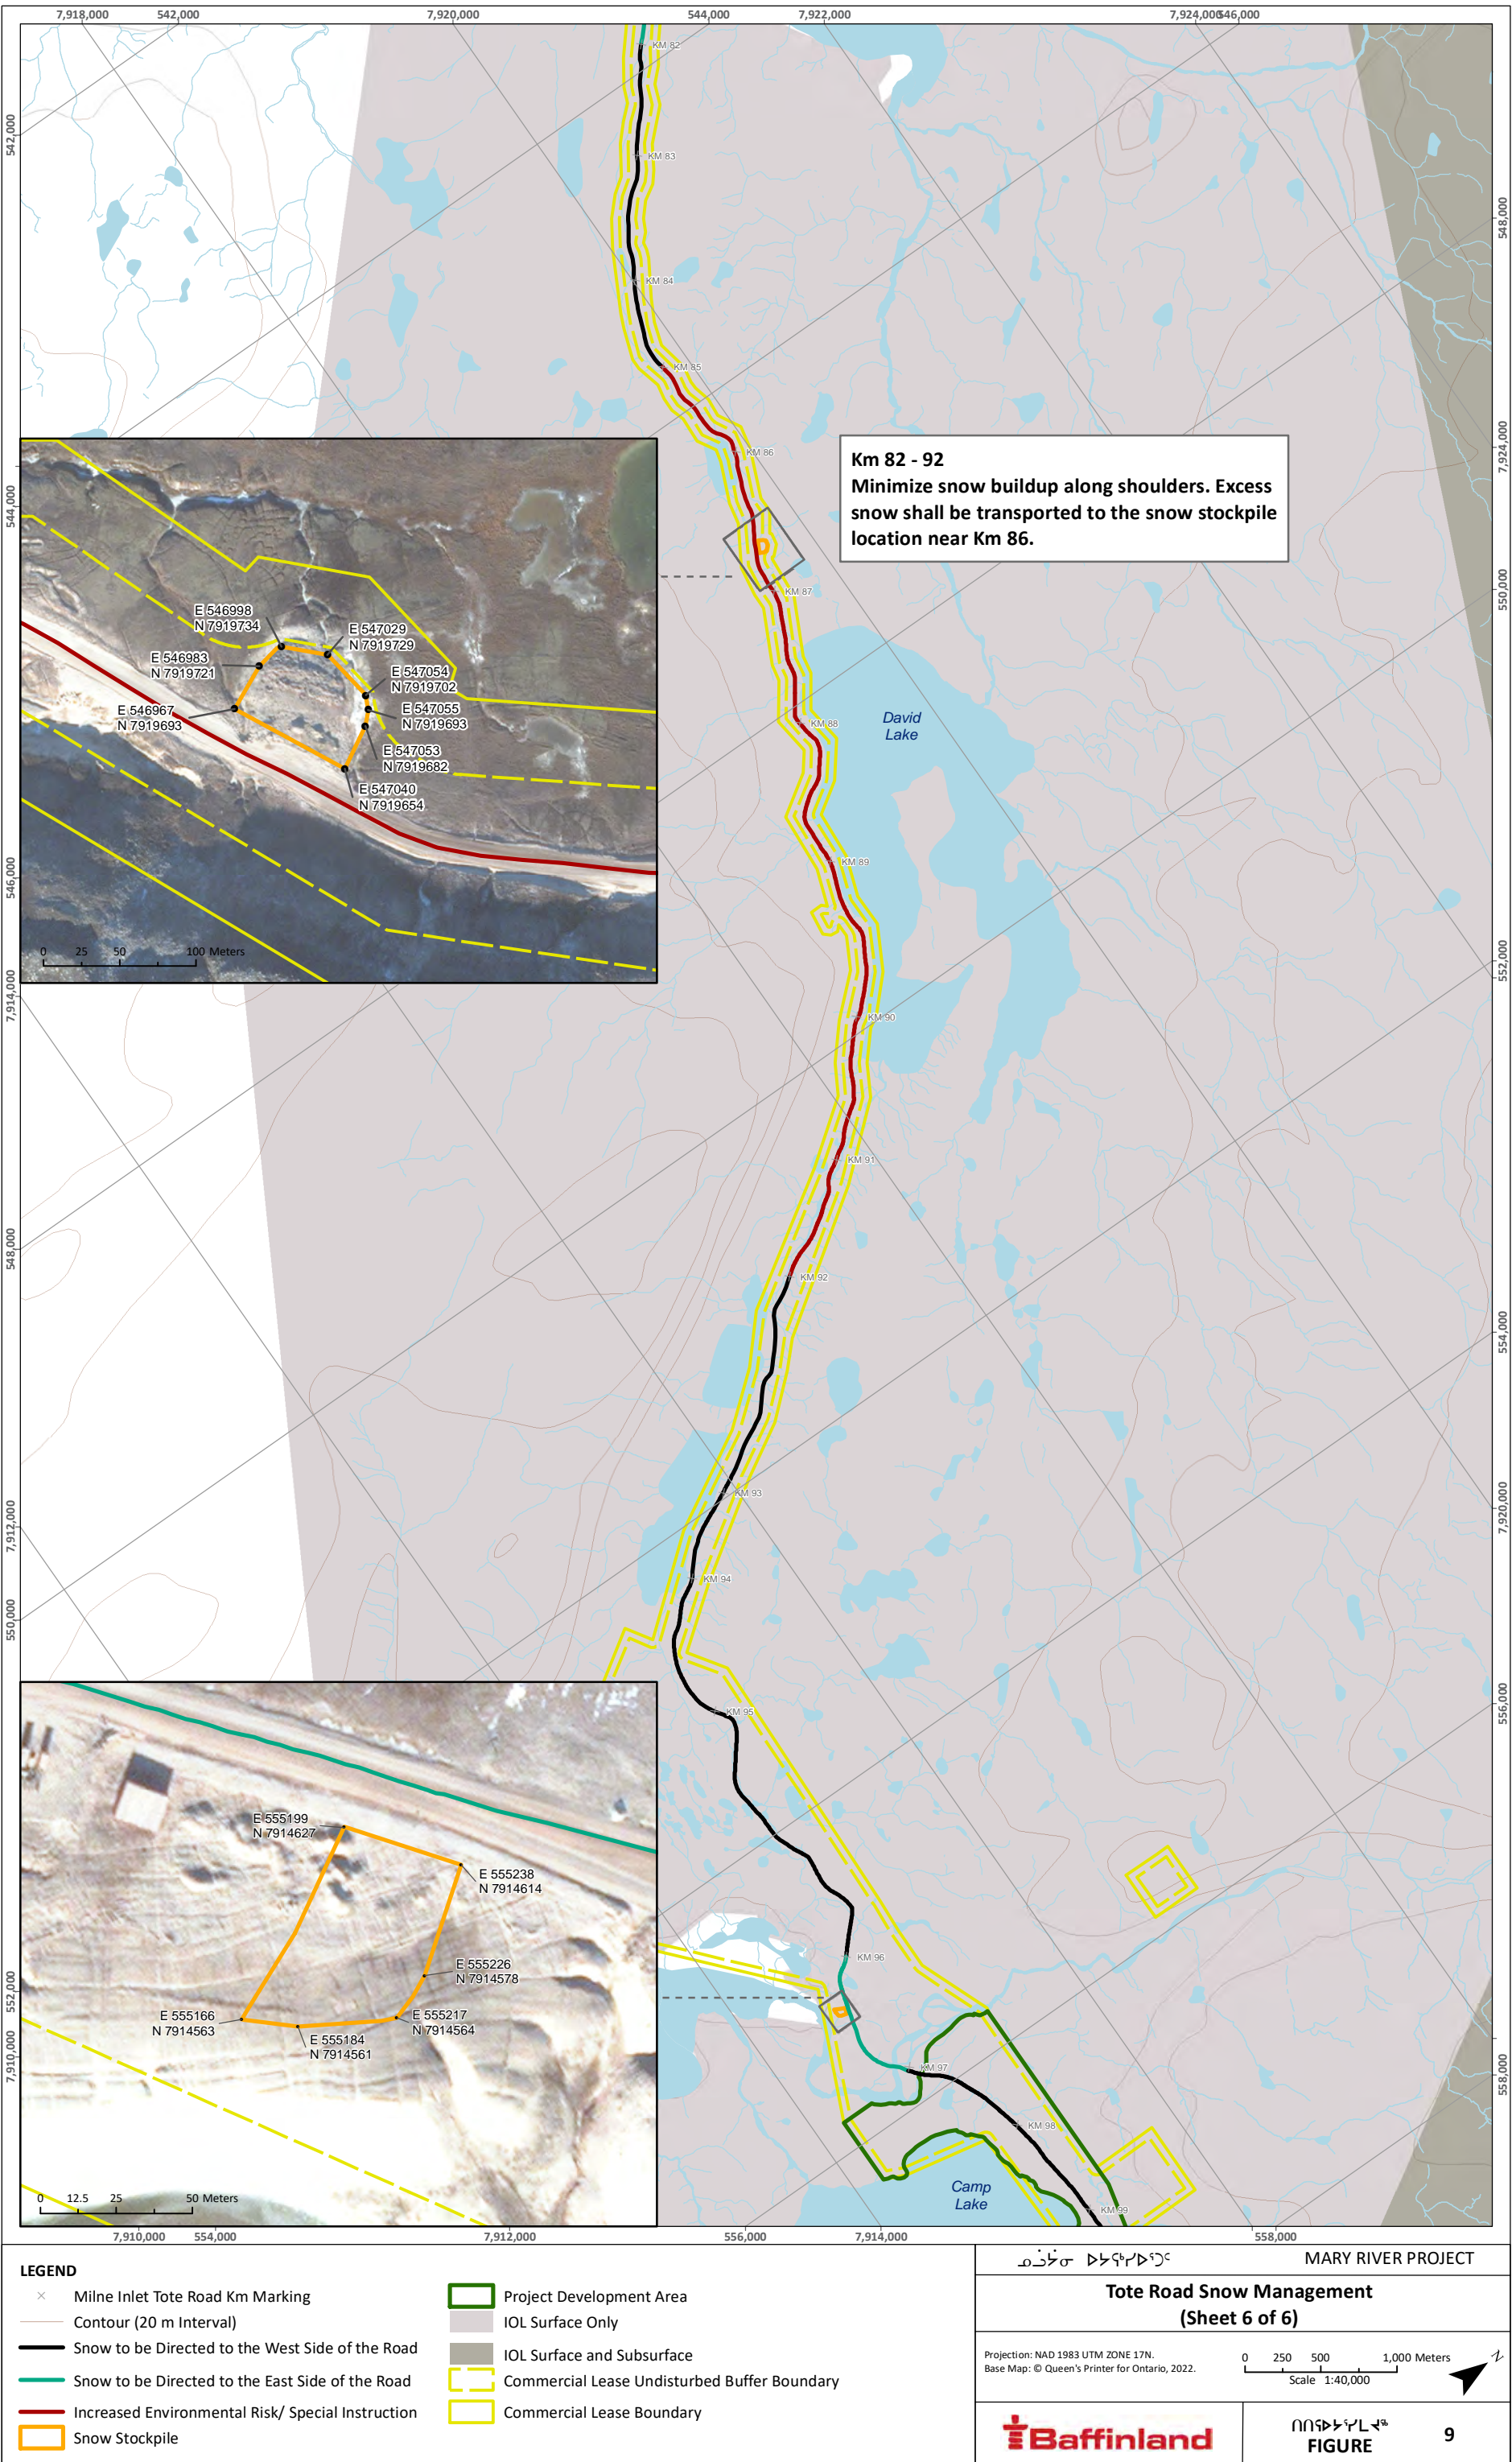 7,918,000
542,000
7,920,000
544,000
7,922,000
7,924,000
546,000
542,000
544,000
546,000
7,914,000
548,000
7,912,000
550,000
552,000
7,910,000
548,000
7,924,000
550,000
552,000
554,000
7,920,000
556,000
558,000
KM 82
KM 83
KM 84
KM 85
KM 86
Km 82 - 92
Minimize snow buildup along shoulders. Excess
snow shall be transported to the snow stockpile
location near Km 86.
KM 87
KM 88
David
Lake
KM 89
KM 90
KM 91
KM 92
KM 93
KM 94
KM 95
KM 96
KM 97
KM 98
KM 99
Camp
Lake
E 546998
N 7919734
E 547029
N 7919729
E 546983
N 7919721
E 547054
N 7919702
E 547055
N 7919693
E 546967
N 7919693
E 547053
N 7919682
E 547040
N 7919654
0 25 50 100 Meters
E 555199
N 7914627
E 555238
N 7914614
E 555226
N 7914578
E 555217
N 7914564
E 555166
N 7914563
E 555184
N 7914561
0 12.5 25 50 Meters
7,910,000
554,000
7,912,000
556,000
7,914,000
558,000
LEGEND
Milne Inlet Tote Road Km Marking
Contour (20 m Interval)
Snow to be Directed to the West Side of the Road
Snow to be Directed to the East Side of the Road
Increased Environmental Risk/ Special Instruction
Snow Stockpile
Project Development Area
IOL Surface Only
IOL Surface and Subsurface
Commercial Lease Undisturbed Buffer Boundary
Commercial Lease Boundary
ᓄᓘᔮᓂ ᐅᔭᕋᖅᓯᐅᕐᑐᑦ MARY RIVER PROJECT
Tote Road Snow Management
(Sheet 6 of 6)
Projection: NAD 1983 UTM ZONE 17N.
Base Map: © Queen's Printer for Ontario, 2022.
0 250 500 1,000 Meters
Scale 1:40,000
N
Baffinland
ᑎᑎᕋᐅᔭᕐᓯᒪᔪᖅ
FIGURE 9